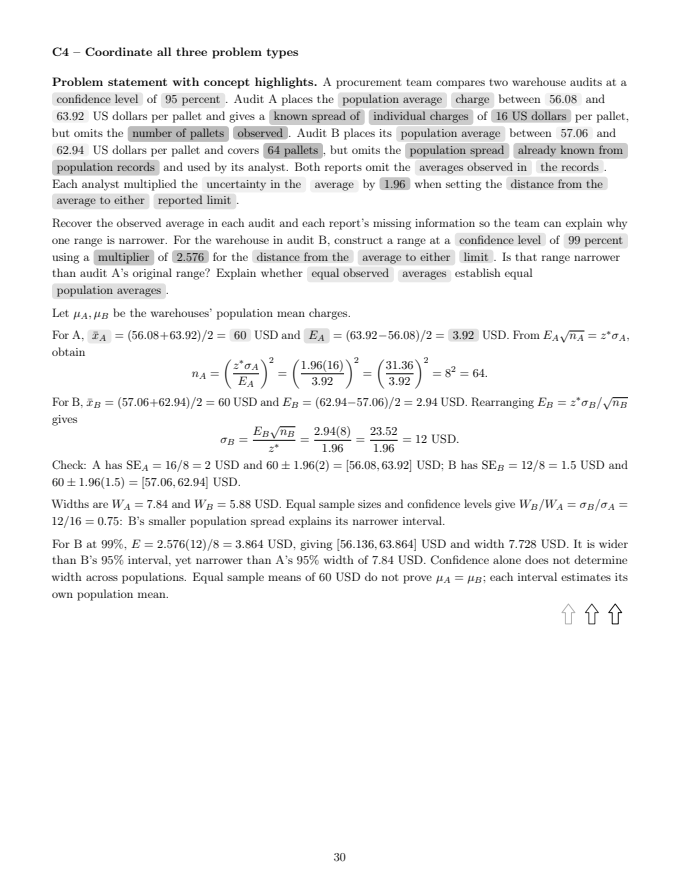 C4 – Coordinate all three problem types
Problem statement with concept highlights. A procurement team compares two warehouse audits at a
confidence level of 95 percent . Audit A places the population average charge between 56.08 and
63.92 US dollars per pallet and gives a known spread of individual charges of 16 US dollars per pallet,
but omits the number of pallets observed . Audit B places its population average between 57.06 and
62.94 US dollars per pallet and covers 64 pallets , but omits the population spread already known from
population records and used by its analyst. Both reports omit the averages observed in the records .
Each analyst multiplied the uncertainty in the average by 1.96 when setting the distance from the
average to either reported limit .
Recover the observed average in each audit and each report's missing information so the team can explain why
one range is narrower. For the warehouse in audit B, construct a range at a confidence level of 99 percent
using a multiplier of 2.576 for the distance from the average to either limit . Is that range narrower
than audit A's original range? Explain whether equal observed averages establish equal
population averages .
Let μ_A, μ_B be the warehouses' population mean charges.
For A, x̄_A = (56.08+63.92)/2 = 60 USD and E_A = (63.92−56.08)/2 = 3.92 USD. From E_A√n_A = z*σ_A,
obtain
n_A = (z*σ_A / E_A)² = (1.96(16) / 3.92)² = (31.36 / 3.92)² = 8² = 64.
For B, x̄_B = (57.06+62.94)/2 = 60 USD and E_B = (62.94−57.06)/2 = 2.94 USD. Rearranging E_B = z*σ_B/√n_B
gives
σ_B = E_B√n_B / z* = 2.94(8) / 1.96 = 23.52 / 1.96 = 12 USD.
Check: A has SE_A = 16/8 = 2 USD and 60 ± 1.96(2) = [56.08, 63.92] USD; B has SE_B = 12/8 = 1.5 USD and
60 ± 1.96(1.5) = [57.06, 62.94] USD.
Widths are W_A = 7.84 and W_B = 5.88 USD. Equal sample sizes and confidence levels give W_B/W_A = σ_B/σ_A =
12/16 = 0.75: B's smaller population spread explains its narrower interval.
For B at 99%, E = 2.576(12)/8 = 3.864 USD, giving [56.136, 63.864] USD and width 7.728 USD. It is wider
than B's 95% interval, yet narrower than A's 95% width of 7.84 USD. Confidence alone does not determine
width across populations. Equal sample means of 60 USD do not prove μ_A = μ_B; each interval estimates its
own population mean.
30